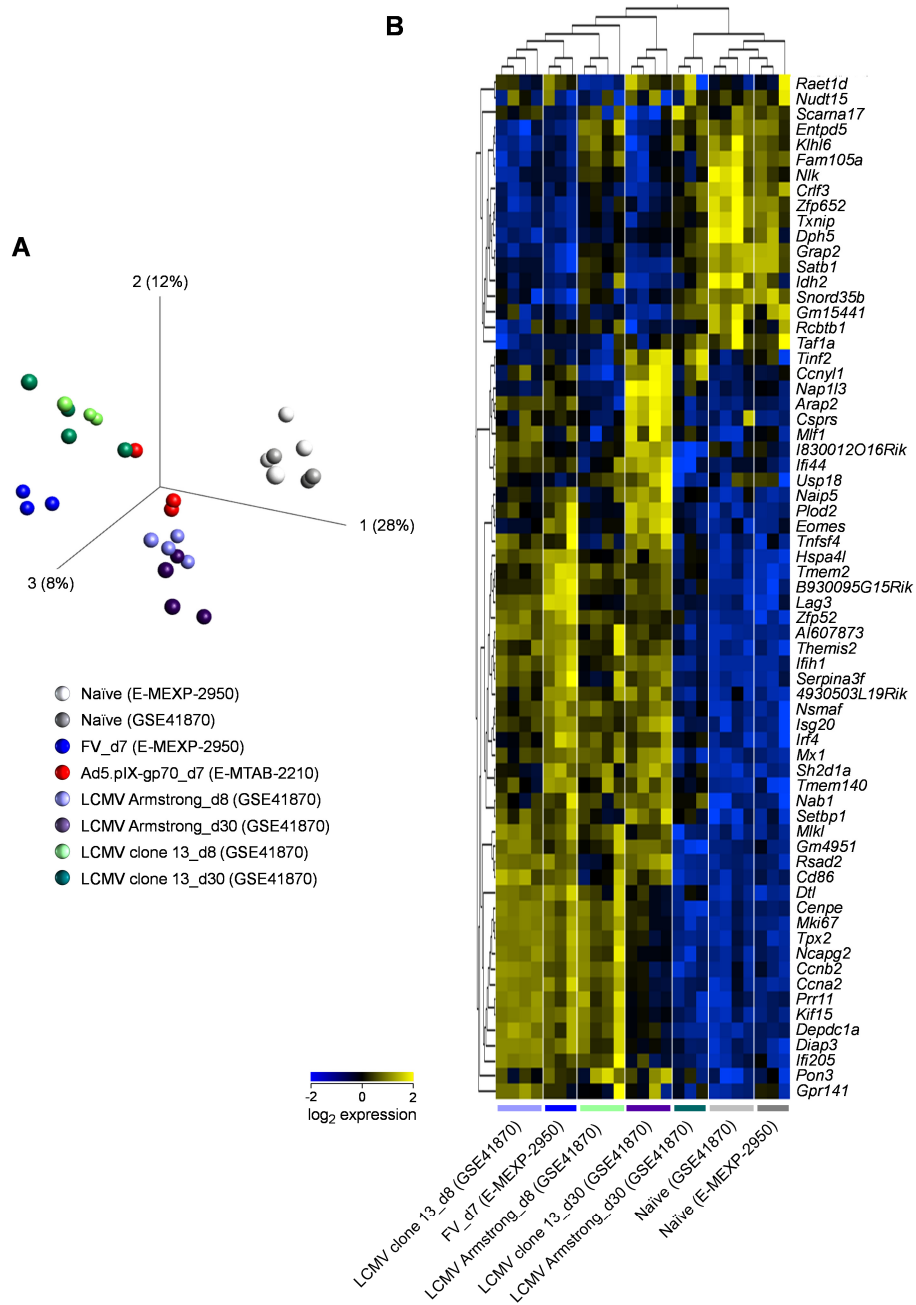 A
2 (12%)
1 (28%)
3 (8%)
Naïve (E-MEXP-2950)
Naïve (GSE41870)
FV_d7 (E-MEXP-2950)
Ad5.pIX-gp70_d7 (E-MTAB-2210)
LCMV Armstrong_d8 (GSE41870)
LCMV Armstrong_d30 (GSE41870)
LCMV clone 13_d8 (GSE41870)
LCMV clone 13_d30 (GSE41870)
B
Raet1d
Nudt15
Scarna17
Entpd5
Klhl6
Fam105a
Nlk
Crlf3
Zfp652
Txnip
Dph5
Grap2
Satb1
Idh2
Snord35b
Gm15441
Rcbtb1
Taf1a
Tinf2
Ccnyl1
Nap1l3
Arap2
Csprs
Mlf1
I830012O16Rik
Ifi44
Usp18
Naip5
Plod2
Eomes
Tnfsf4
Hspa4l
Tmem2
B930095G15Rik
Lag3
Zfp52
AI607873
Themis2
Ifih1
Serpina3f
4930503L19Rik
Nsmaf
Isg20
Irf4
Mx1
Sh2d1a
Tmem140
Nab1
Setbp1
Mlkl
Gm4951
Rsad2
Cd86
Dtl
Cenpe
Mki67
Tpx2
Ncapg2
Ccnb2
Ccna2
Prr11
Kif15
Depdc1a
Diap3
Ifi205
Pon3
Gpr141
-2 0 2
log2 expression
LCMV clone 13_d8 (GSE41870)
FV_d7 (E-MEXP-2950)
LCMV Armstrong_d8 (GSE41870)
LCMV clone 13_d30 (GSE41870)
LCMV Armstrong_d30 (GSE41870)
Naïve (GSE41870)
Naïve (E-MEXP-2950)